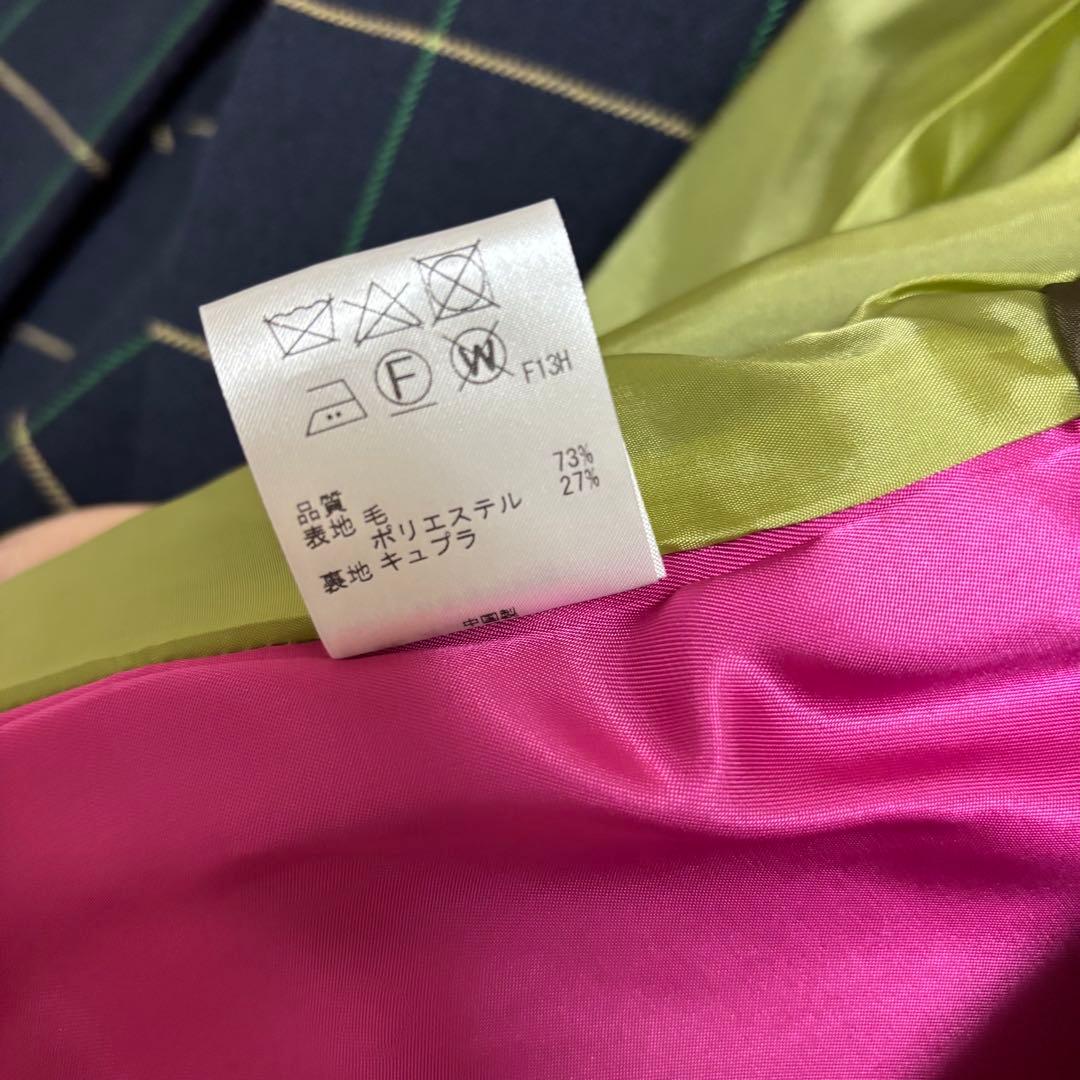 F
W
F13H
品質
表地 毛 73%
ポリエステル 27%
裏地 キュプラ
中国製